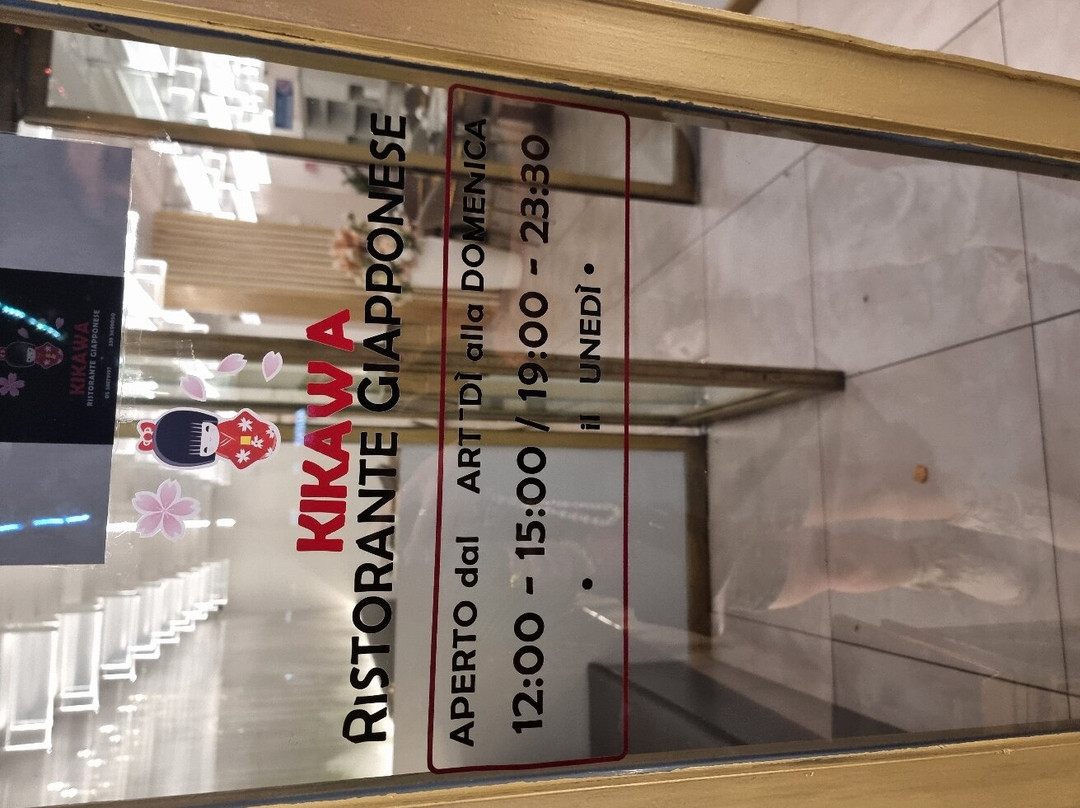 KIKAWA
RISTORANTE GIAPPONESE
KIKAWA
RISTORANTE GIAPPONESE
APERTO dal ART DÌ alla DOMENICA
12:00 - 15:00 / 19:00 - 23:30
• il UNEDÌ •